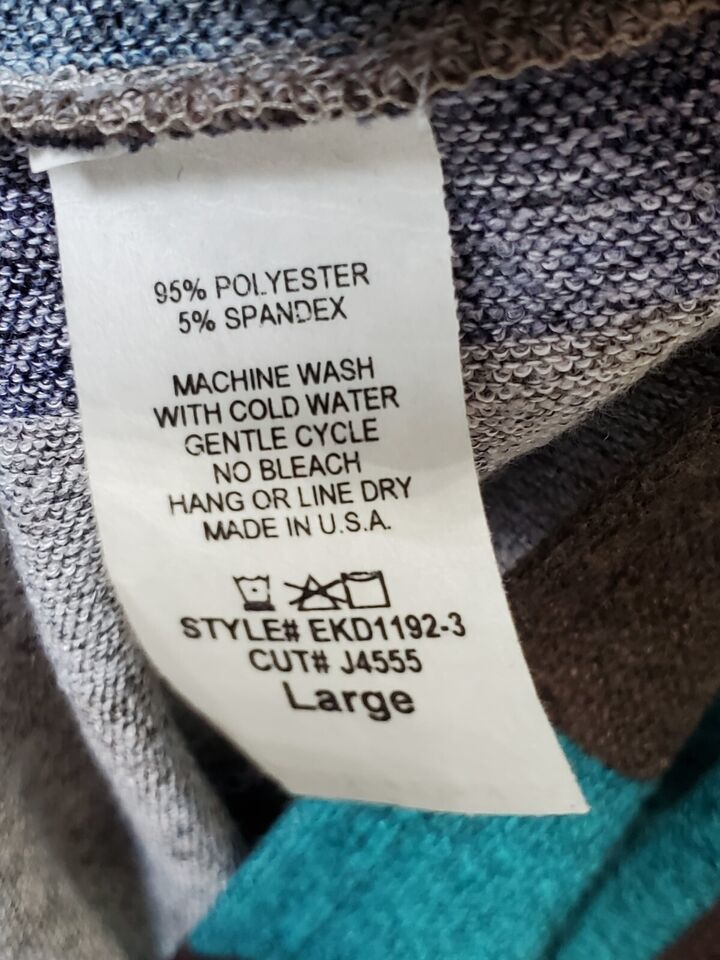 95% POLYESTER
5% SPANDEX
MACHINE WASH
WITH COLD WATER
GENTLE CYCLE
NO BLEACH
HANG OR LINE DRY
MADE IN U.S.A.
STYLE# EKD1192-3
CUT# J4555
Large